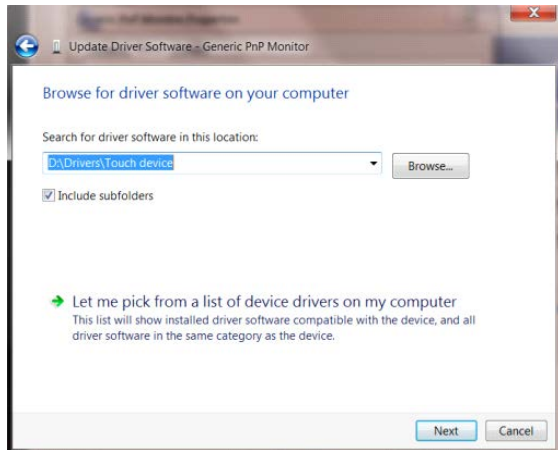 Update Driver Software - Generic PnP Monitor
Browse for driver software on your computer
Search for driver software in this location:
D:\Drivers\Touch device
Browse...
Include subfolders
Let me pick from a list of device drivers on my computer
This list will show installed driver software compatible with the device, and all
driver software in the same category as the device.
Next
Cancel